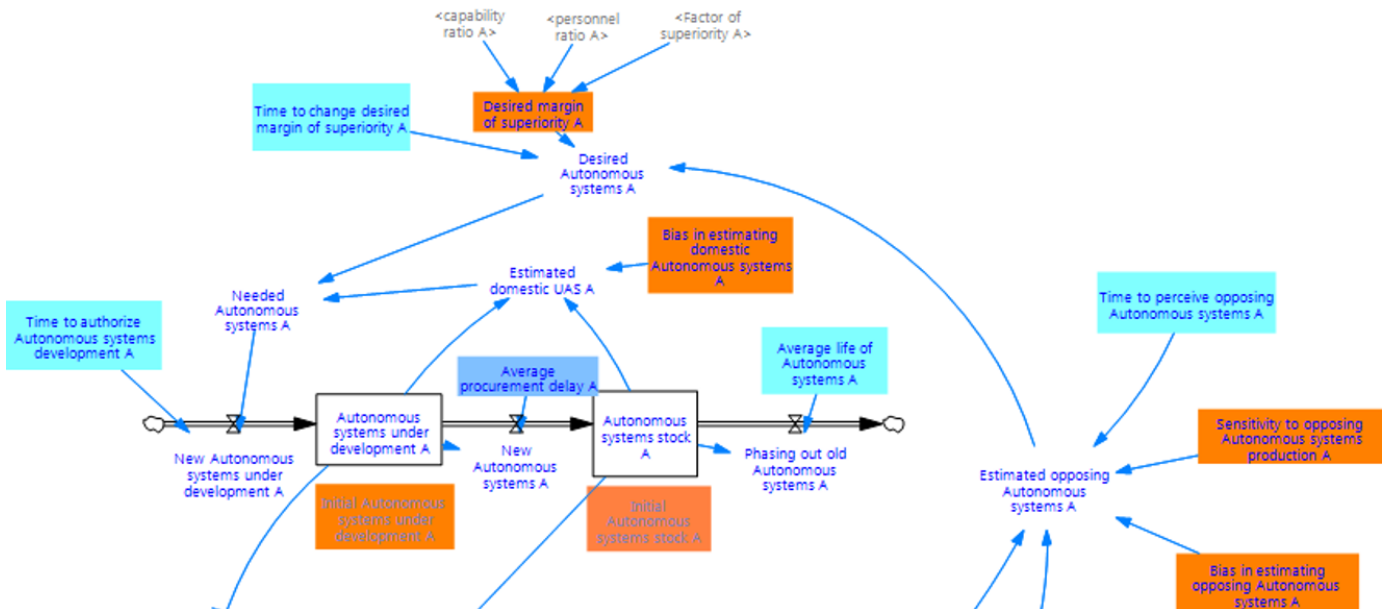 <capability
ratio A>
<personnel
ratio A>
<Factor of
superiority A>
Time to change desired
margin of superiority A
Desired margin
of superiority A
Desired
Autonomous
systems A
Bias in estimating
domestic
Autonomous systems
A
Estimated
domestic UAS A
Needed
Autonomous
systems A
Time to perceive opposing
Autonomous systems A
Time to authorize
Autonomous systems
development A
Average
procurement delay A
Average life of
Autonomous
systems A
Autonomous
systems under
development A
Autonomous
systems stock
A
New Autonomous
systems under
development A
New
Autonomous
systems A
Phasing out old
Autonomous
systems A
Sensitivity to opposing
Autonomous systems
production A
Estimated opposing
Autonomous
systems A
Initial Autonomous
systems under
development A
Initial
Autonomous
systems stock A
Bias in estimating
opposing Autonomous
systems A